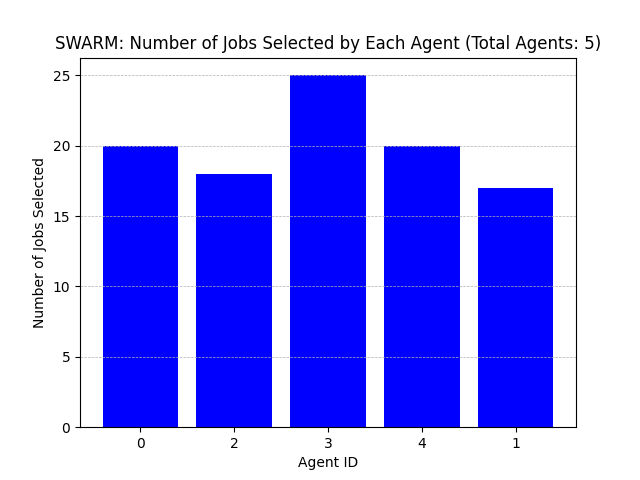 SWARM: Number of Jobs Selected by Each Agent (Total Agents: 5)
Number of Jobs Selected
25
20
15
10
5
0
0 2 3 4 1
Agent ID